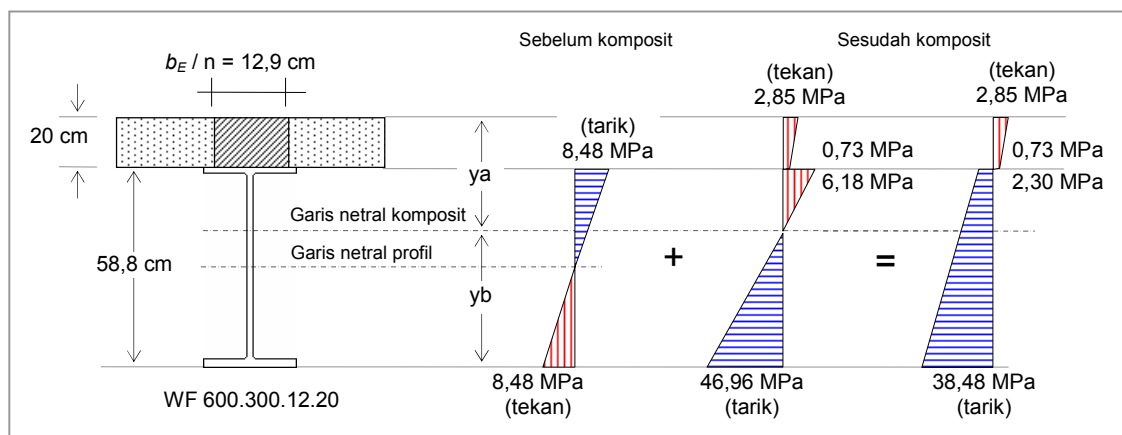 Sebelum komposit
Sesudah komposit
bE / n = 12,9 cm
(tekan)
2,85 MPa
(tekan)
2,85 MPa
20 cm
(tarik)
8,48 MPa
ya
0,73 MPa
0,73 MPa
6,18 MPa
2,30 MPa
Garis netral komposit
Garis netral profil
58,8 cm
yb
+
=
8,48 MPa
(tekan)
46,96 MPa
(tarik)
38,48 MPa
(tarik)
WF 600.300.12.20